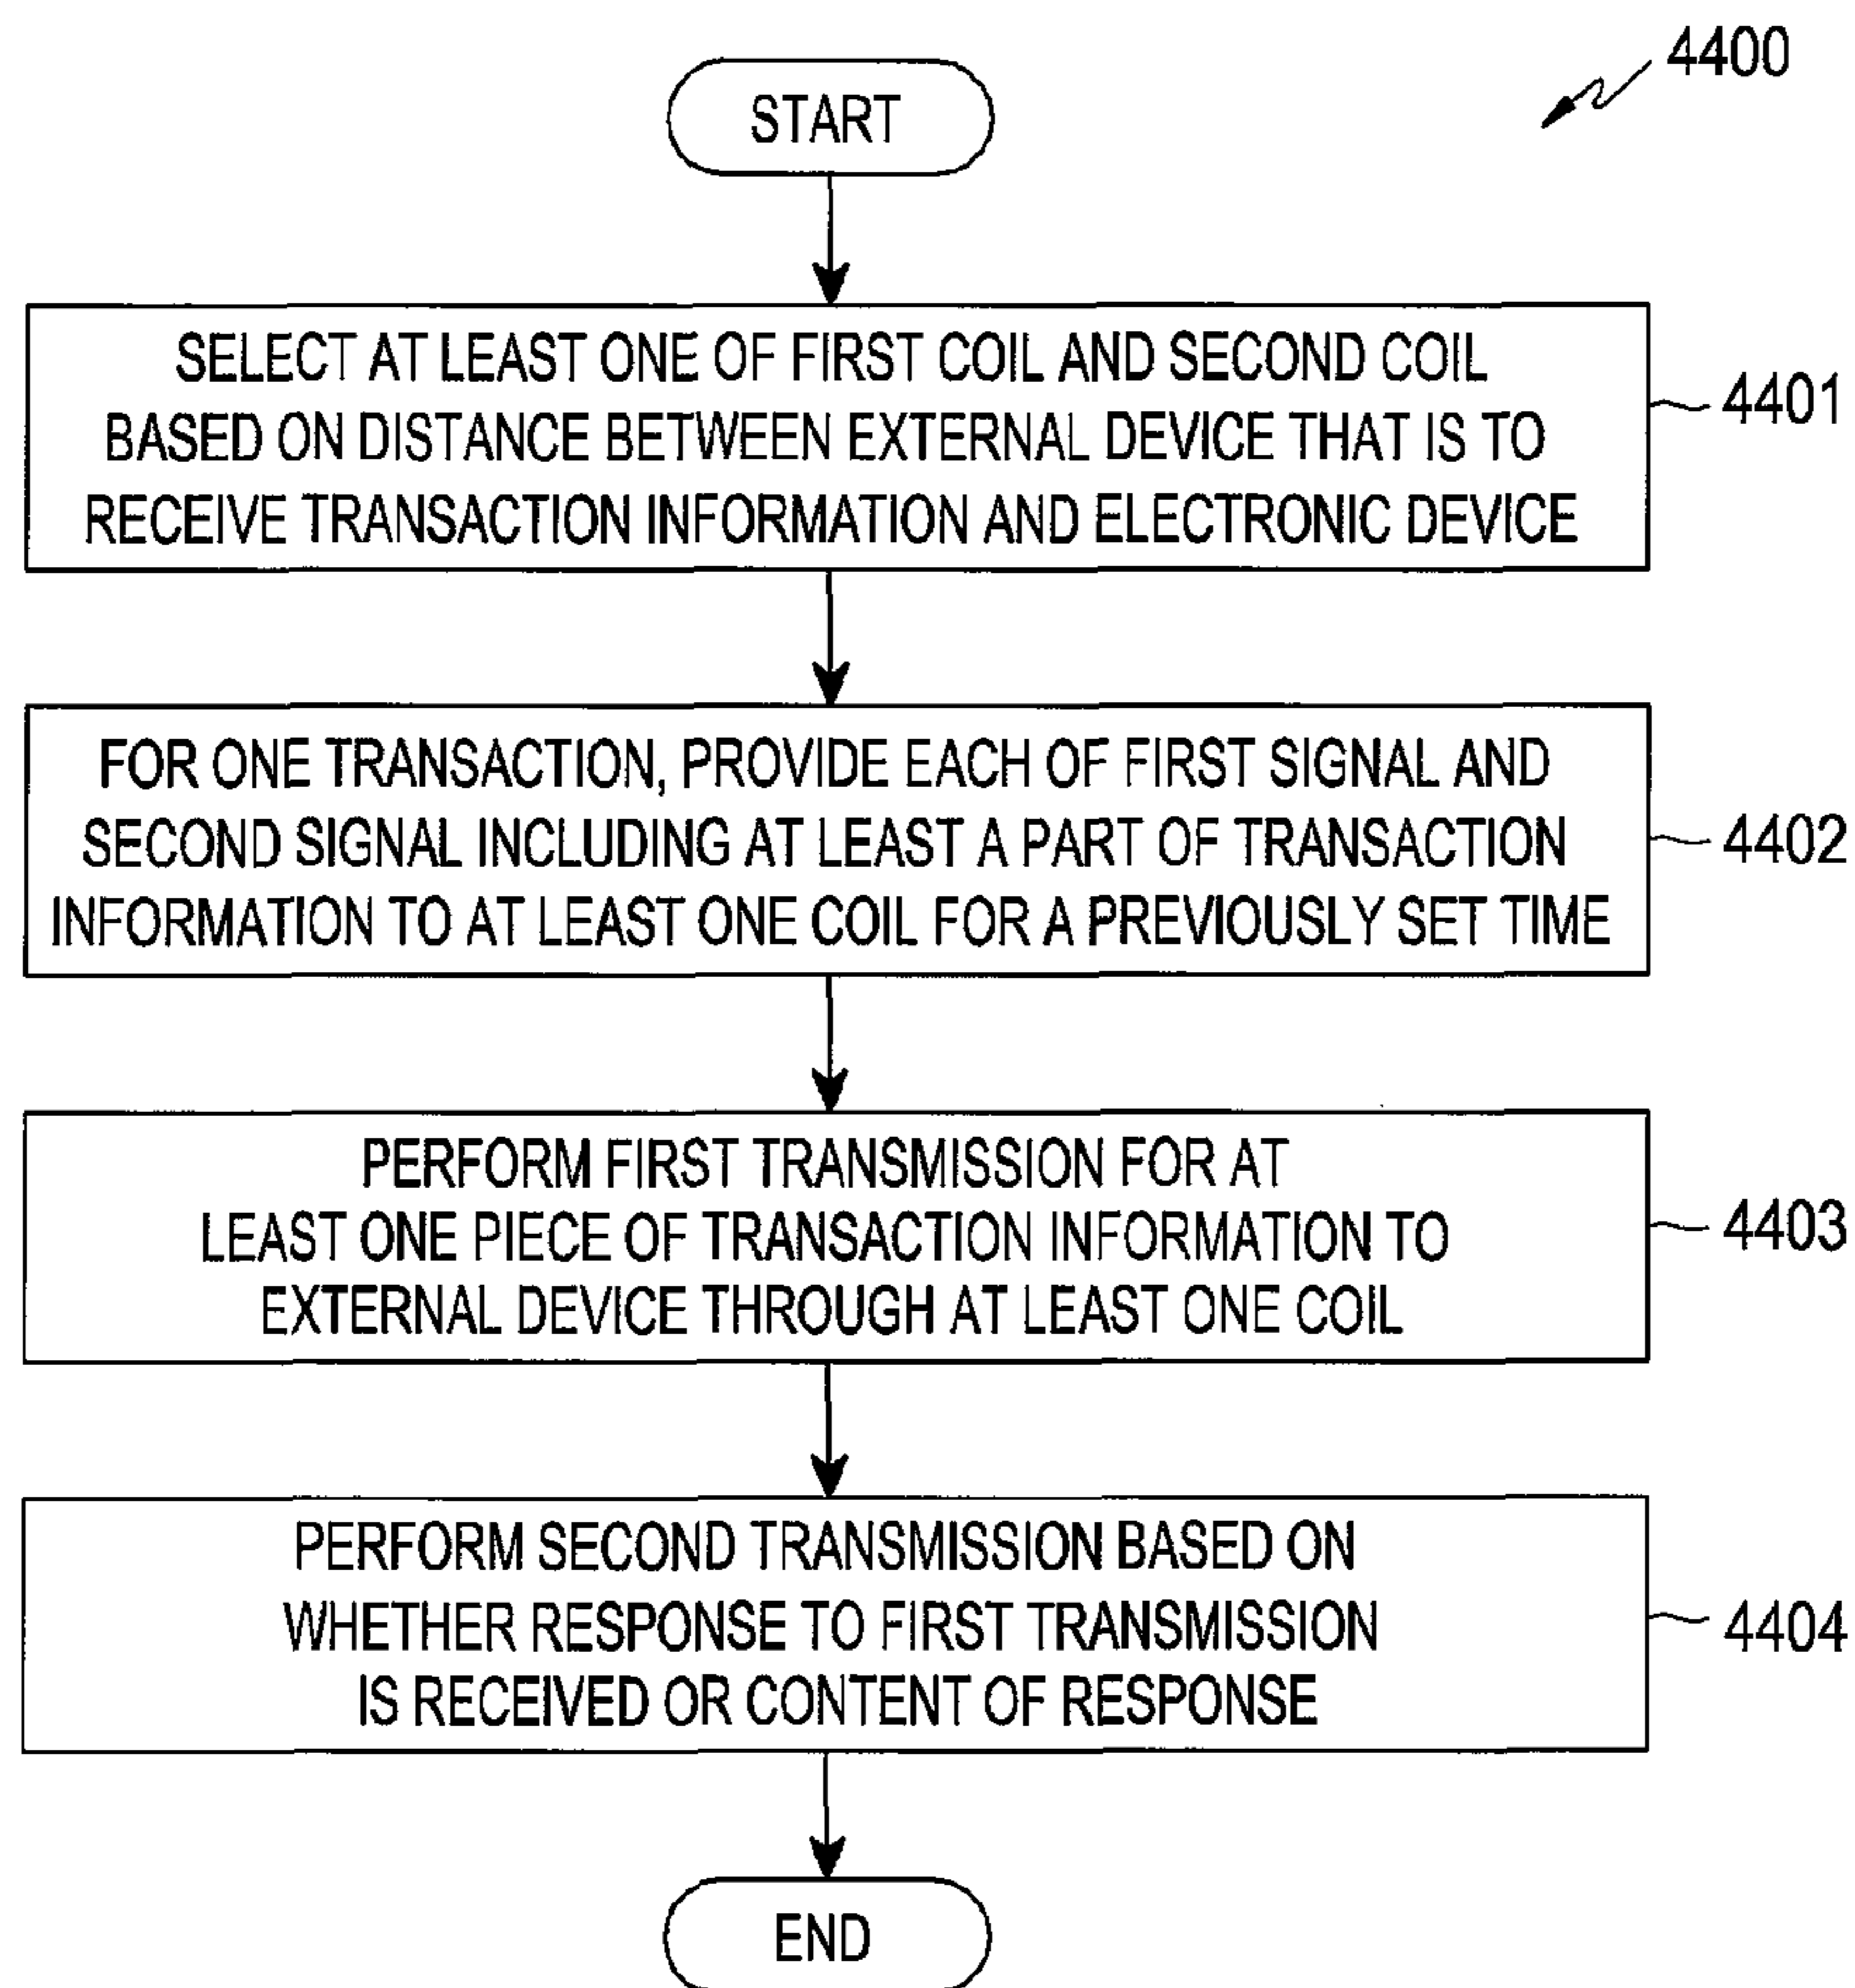 4400
START
SELECT AT LEAST ONE OF FIRST COIL AND SECOND COIL
BASED ON DISTANCE BETWEEN EXTERNAL DEVICE THAT IS TO
RECEIVE TRANSACTION INFORMATION AND ELECTRONIC DEVICE
4401
FOR ONE TRANSACTION, PROVIDE EACH OF FIRST SIGNAL AND
SECOND SIGNAL INCLUDING AT LEAST A PART OF TRANSACTION
INFORMATION TO AT LEAST ONE COIL FOR A PREVIOUSLY SET TIME
4402
PERFORM FIRST TRANSMISSION FOR AT
LEAST ONE PIECE OF TRANSACTION INFORMATION TO
EXTERNAL DEVICE THROUGH AT LEAST ONE COIL
4403
PERFORM SECOND TRANSMISSION BASED ON
WHETHER RESPONSE TO FIRST TRANSMISSION
IS RECEIVED OR CONTENT OF RESPONSE
4404
END